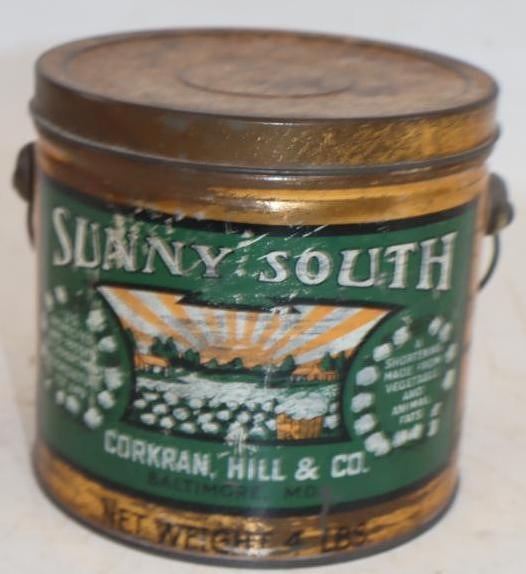 SUNNY SOUTH
A
SHORTENING
MADE FROM
VEGETABLE
AND
ANIMAL
FATS
CORKRAN, HILL & CO.
BALTIMORE, MD.
NET WEIGHT 4 LBS.